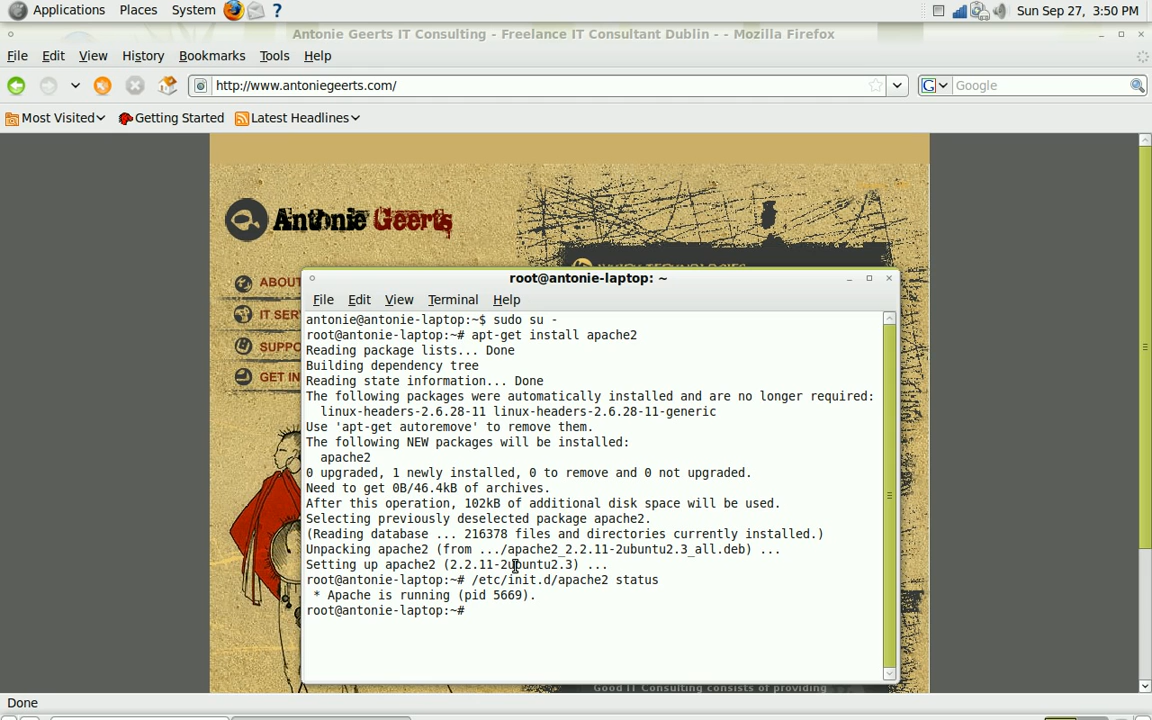 Applications Places System ? Sun Sep 27, 3:50 PM
Antonie Geerts IT Consulting - Freelance IT Consultant Dublin - - Mozilla Firefox
File Edit View History Bookmarks Tools Help
http://www.antoniegeerts.com/ G Google
Most Visited Getting Started Latest Headlines
Antonie Geerts
ABOU
IT SER
SUPPO
GET IN
root@antonie-laptop: ~
File Edit View Terminal Help
antonie@antonie-laptop:~$ sudo su -
root@antonie-laptop:~# apt-get install apache2
Reading package lists... Done
Building dependency tree
Reading state information... Done
The following packages were automatically installed and are no longer required:
linux-headers-2.6.28-11 linux-headers-2.6.28-11-generic
Use 'apt-get autoremove' to remove them.
The following NEW packages will be installed:
apache2
0 upgraded, 1 newly installed, 0 to remove and 0 not upgraded.
Need to get 0B/46.4kB of archives.
After this operation, 102kB of additional disk space will be used.
Selecting previously deselected package apache2.
(Reading database ... 216378 files and directories currently installed.)
Unpacking apache2 (from .../apache2_2.2.11-2ubuntu2.3_all.deb) ...
Setting up apache2 (2.2.11-2ubuntu2.3) ...
root@antonie-laptop:~# /etc/init.d/apache2 status
* Apache is running (pid 5669).
root@antonie-laptop:~#
Good IT Consulting consists of providing
Done